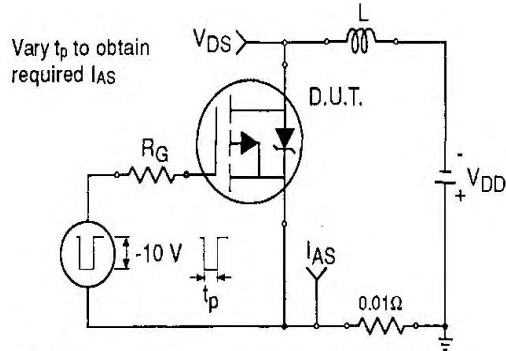 Vary tp to obtain
required IAS
VDS
L
D.U.T.
RG
-
VDD
+
-10 V
tp
IAS
0.01Ω